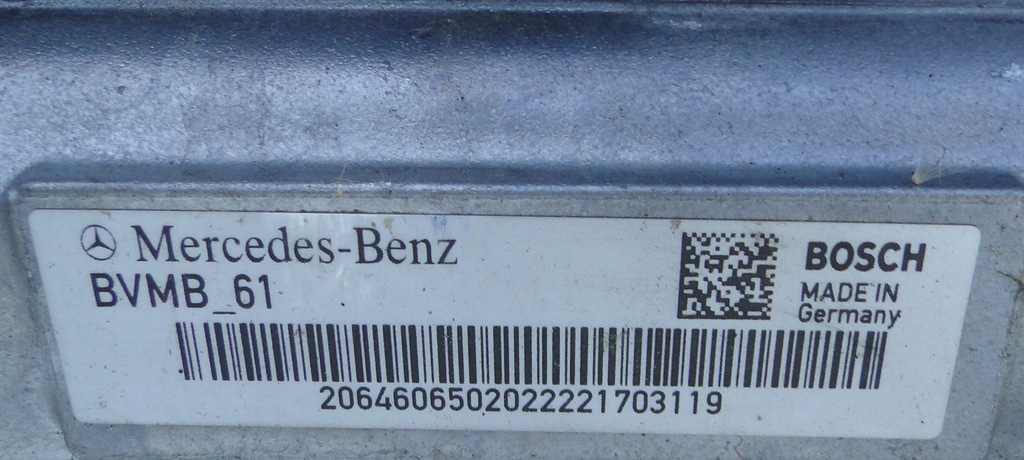 Mercedes-Benz
BVMB_61
BOSCH
MADE IN
Germany
2064606502022221703119